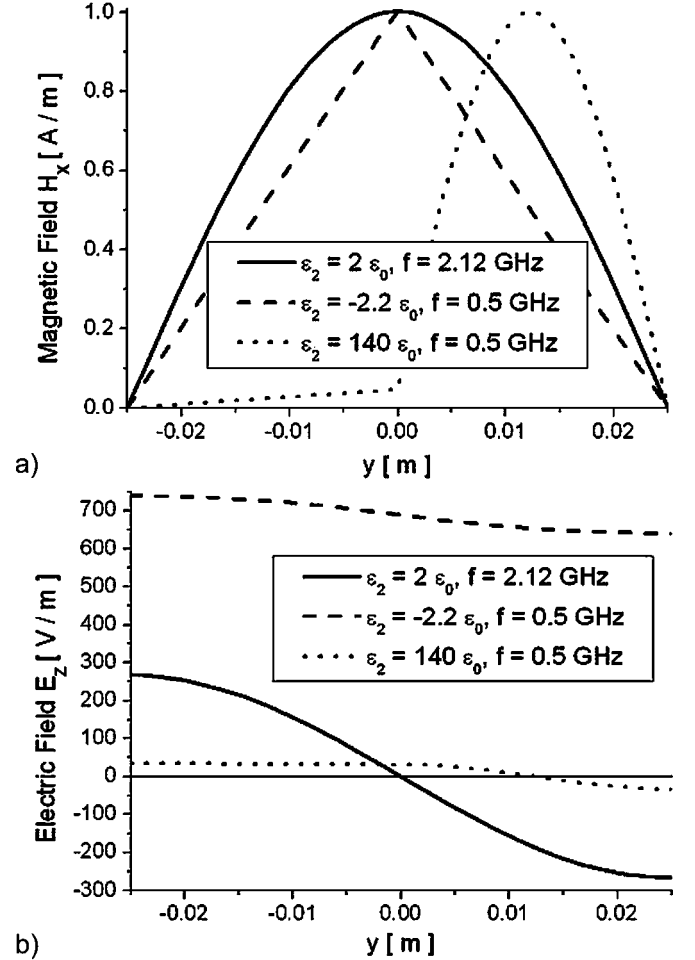 1.0
0.8
0.6
0.4
0.2
0.0
Magnetic Field Hx [ A / m ]
ε2 = 2 ε0, f = 2.12 GHz
ε2 = -2.2 ε0, f = 0.5 GHz
ε2 = 140 ε0, f = 0.5 GHz
-0.02 -0.01 0.00 0.01 0.02
y [ m ]
a)
700
600
500
400
300
200
100
0
-100
-200
-300
Electric Field Ez [ V / m ]
ε2 = 2 ε0, f = 2.12 GHz
ε2 = -2.2 ε0, f = 0.5 GHz
ε2 = 140 ε0, f = 0.5 GHz
-0.02 -0.01 0.00 0.01 0.02
y [ m ]
b)